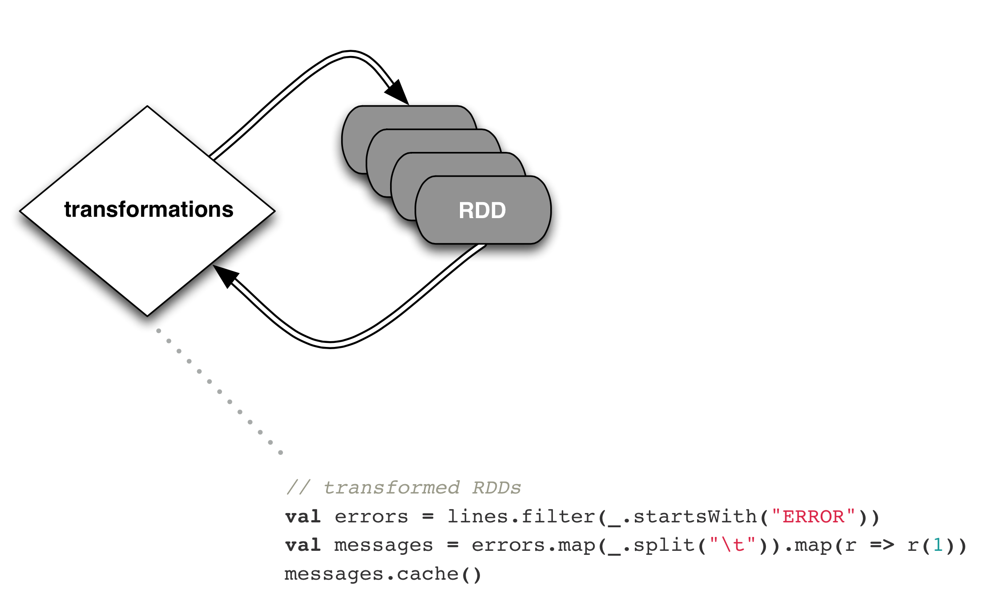 transformations
RDD
// transformed RDDs
val errors = lines.filter(_.startsWith("ERROR"))
val messages = errors.map(_.split("\t")).map(r => r(1))
messages.cache()